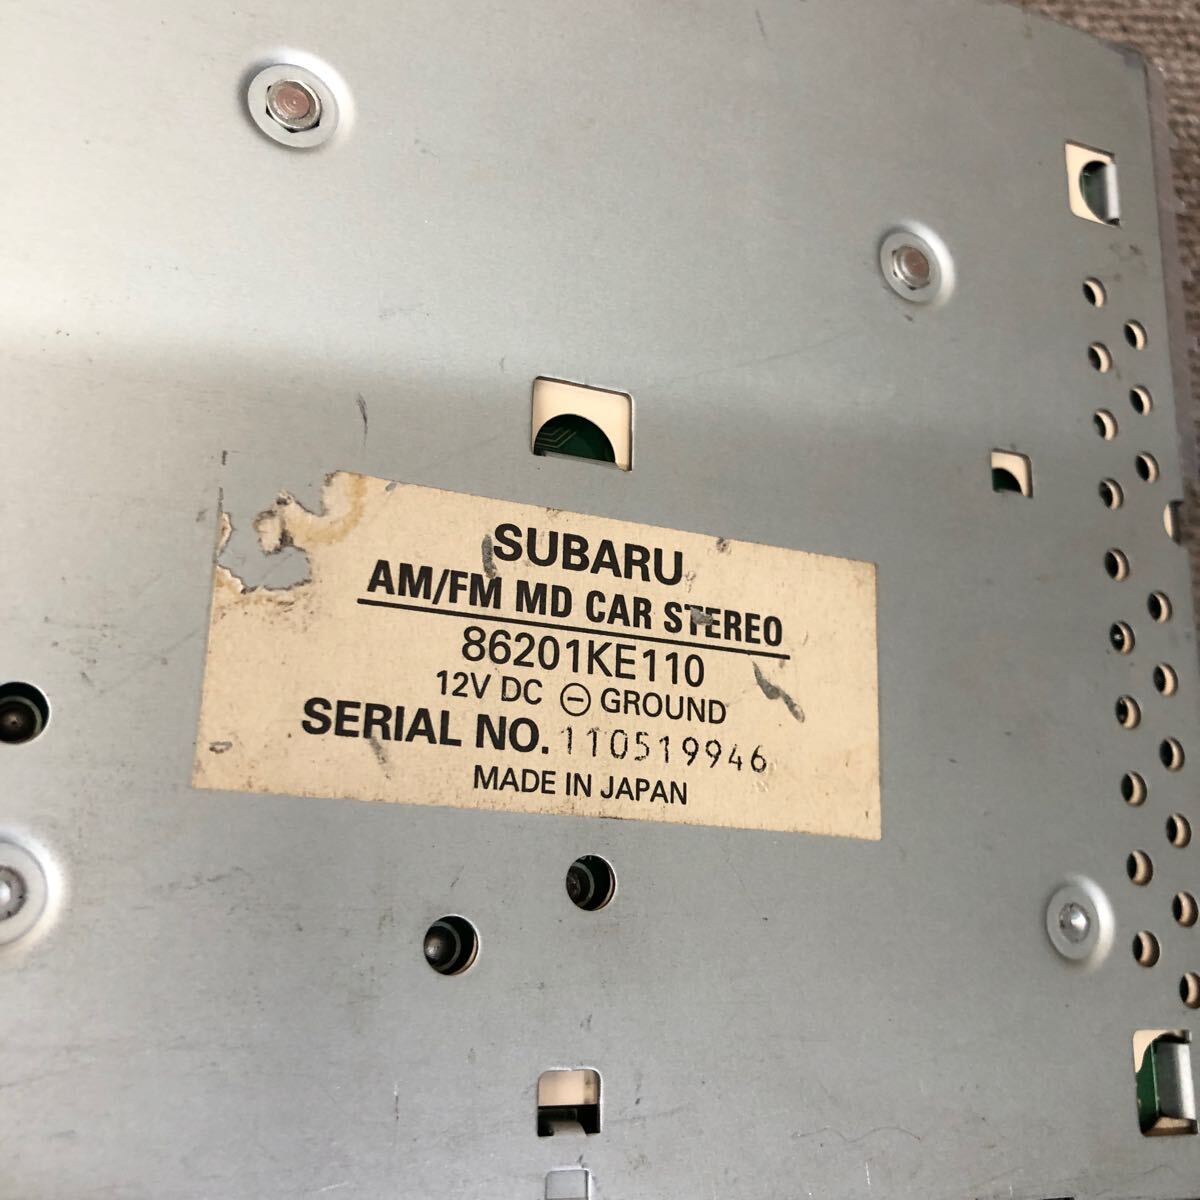 SUBARU
AM/FM MD CAR STEREO
86201KE110
12V DC ⊖ GROUND
SERIAL NO. 110519946
MADE IN JAPAN